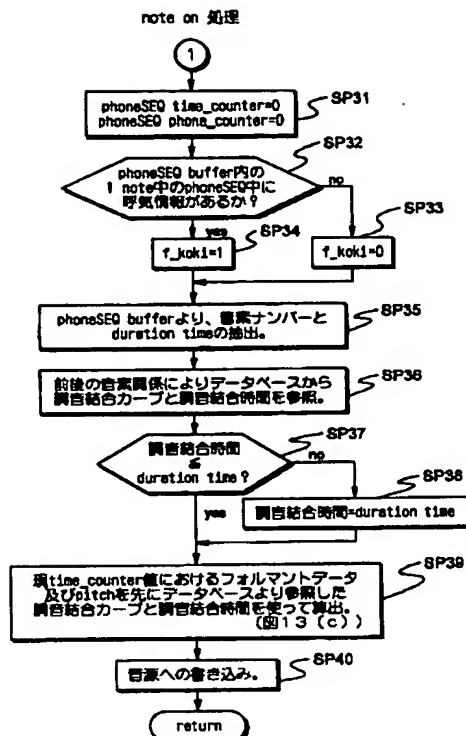 note on 処理
1
phoneSEQ time_counter=0
phoneSEQ phone_counter=0
SP31
SP32
phoneSEQ buffer内の
1 note中のphoneSEQ中に
呼気情報があるか?
no
SP33
yes
SP34
f_koki=1
f_koki=0
SP35
phoneSEQ bufferより、音素ナンバーと
duration timeの抽出。
SP36
前後の音素関係によりデータベースから
調音結合カーブと調音結合時間を参照。
SP37
調音結合時間
≦
duration time?
no
SP38
yes
調音結合時間=duration time
SP39
現time_counter値におけるフォルマントデータ
及びpitchを先にデータベースより参照した
調音結合カーブと調音結合時間を使って算出。
(図13 (c))
SP40
音源への書き込み。
return